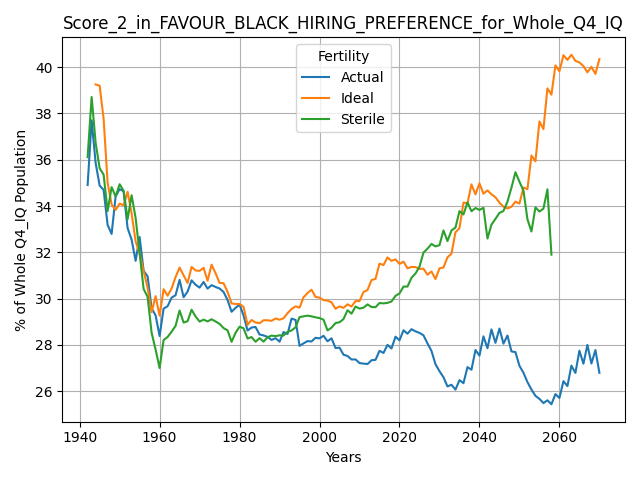 Score_2_in_FAVOUR_BLACK_HIRING_PREFERENCE_for_Whole_Q4_IQ
Fertility
Actual
Ideal
Sterile
% of Whole Q4_IQ Population
40
38
36
34
32
30
28
26
1940 1960 1980 2000 2020 2040 2060
Years